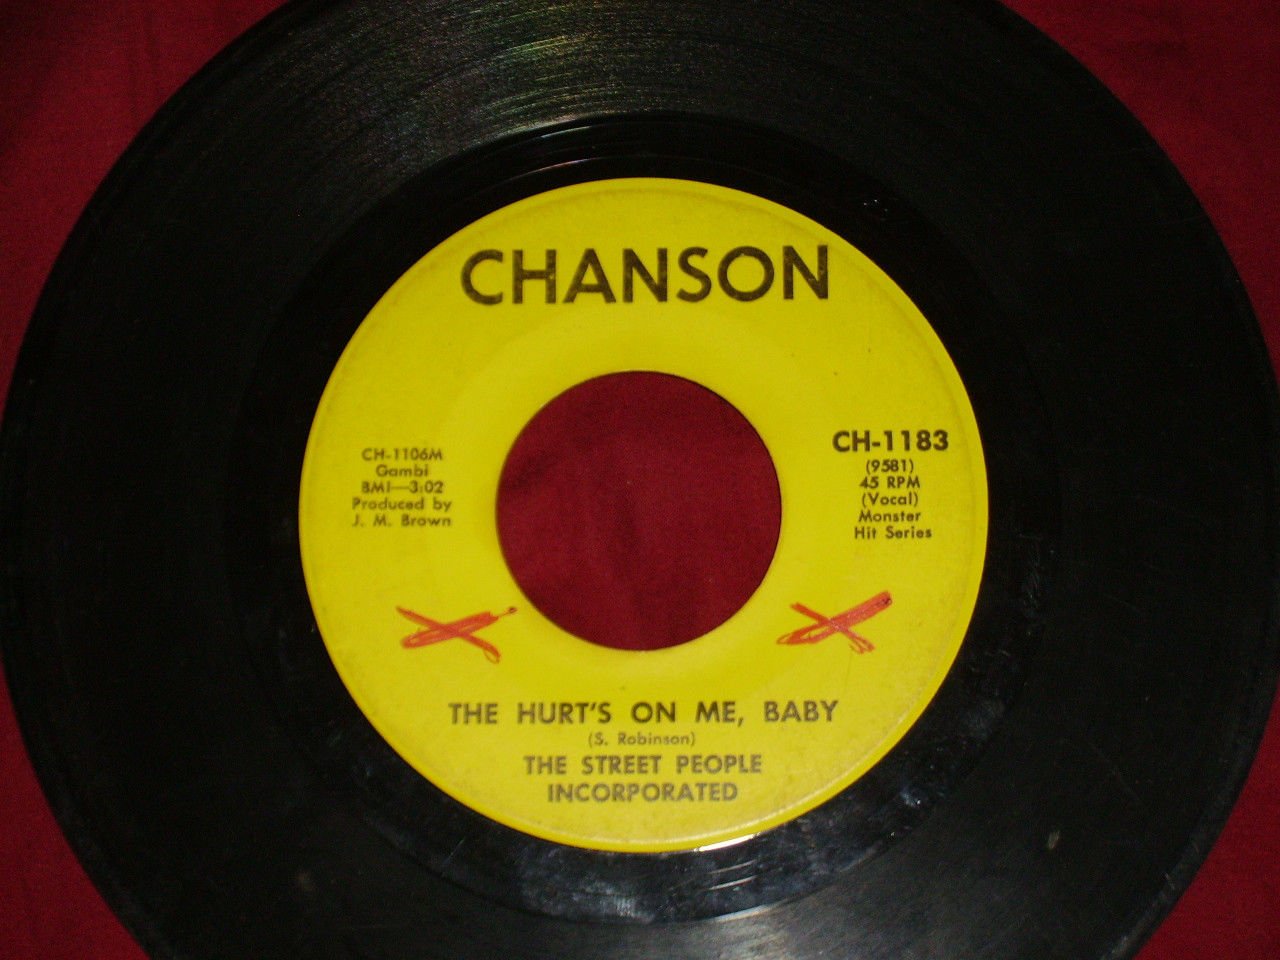 CHANSON
CH-1106M
Gambi
BMI—3:02
Produced by
J. M. Brown
CH-1183
(9581)
45 RPM
(Vocal)
Monster
Hit Series
THE HURT'S ON ME, BABY
(S. Robinson)
THE STREET PEOPLE
INCORPORATED